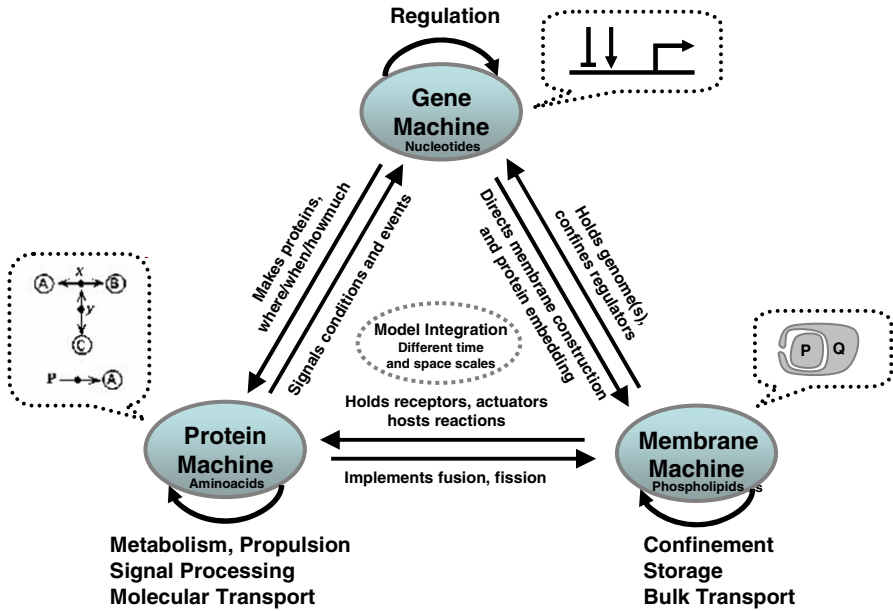 Regulation
Gene
Machine
Nucleotides
Makes proteins,
where/when/howmuch
Signals conditions and events
Directs membrane construction
and protein embedding
Holds genome(s),
confines regulators
x
A
B
y
C
P
A
Model Integration
Different time
and space scales
P
Q
Holds receptors, actuators
hosts reactions
Protein
Machine
Aminoacids
Implements fusion, fission
Membrane
Machine
Phospholipids s
Metabolism, Propulsion
Signal Processing
Molecular Transport
Confinement
Storage
Bulk Transport